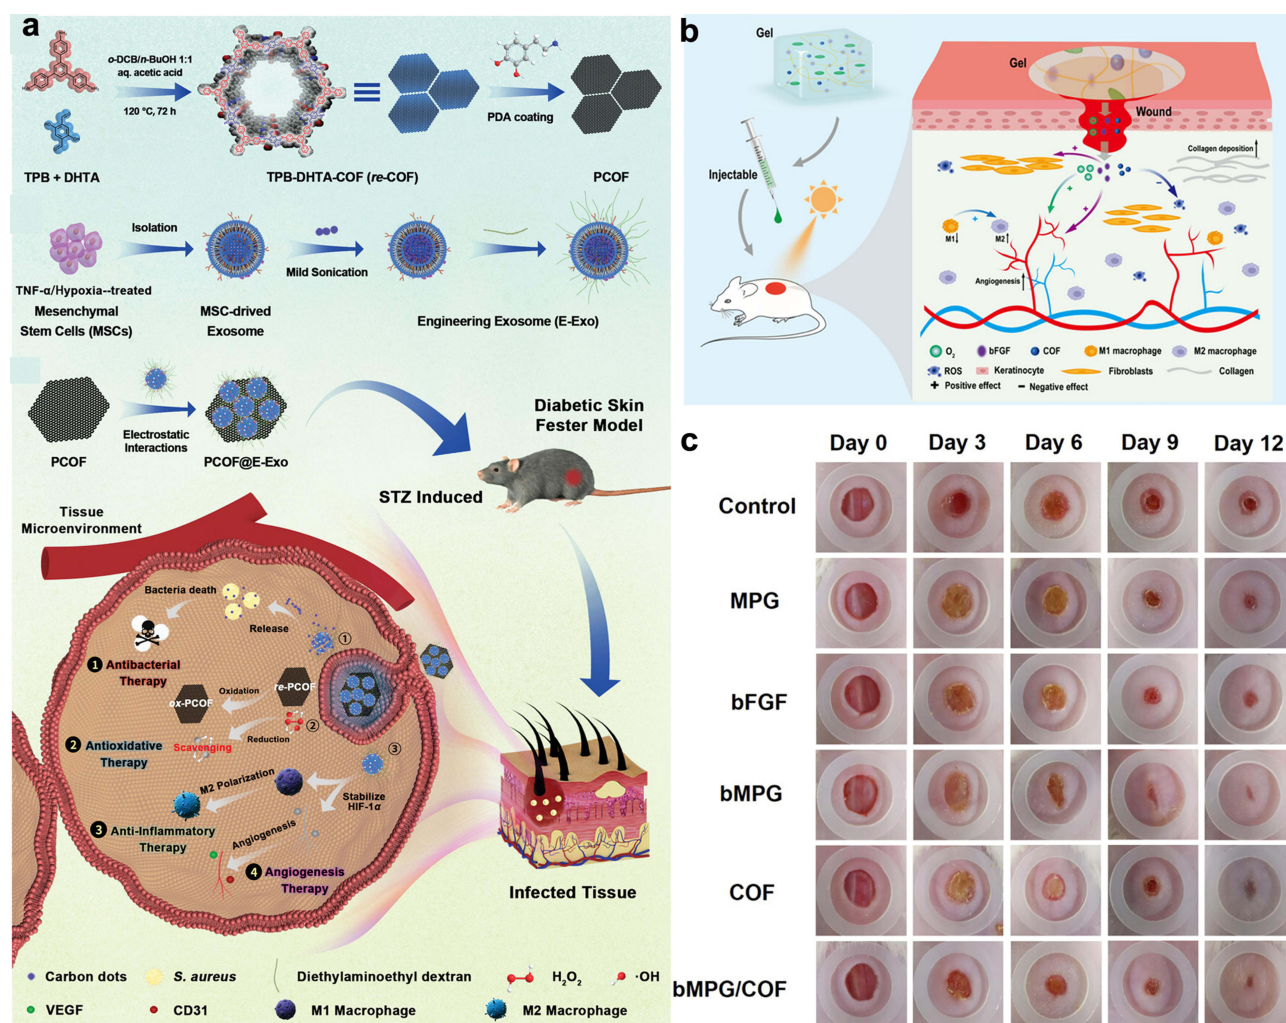 a
o-DCB/n-BuOH 1:1
aq. acetic acid
120 °C, 72 h
PDA coating
TPB + DHTA
TPB-DHTA-COF (re-COF)
PCOF
Isolation
Mild Sonication
TNF-α/Hypoxia--treated
Mesenchymal
Stem Cells (MSCs)
MSC-drived
Exosome
Engineering Exosome (E-Exo)
Electrostatic
Interactions
PCOF
PCOF@E-Exo
Diabetic Skin
Fester Model
STZ Induced
Tissue
Microenvironment
Bacteria death
Release
①
1 Antibacterial
Therapy
re-PCOF
Oxidation
ox-PCOF
②
Reduction
Scavenging
2 Antioxidative
Therapy
③
M2 Polarization
Stabilize
HIF-1α
3 Anti-Inflammatory
Therapy
Angiogenesis
4 Angiogenesis
Therapy
Infected Tissue
Carbon dots
S. aureus
Diethylaminoethyl dextran
H2O2
·OH
VEGF
CD31
M1 Macrophage
M2 Macrophage
b
Gel
Injectable
Gel
Wound
Collagen deposition
+
+
+
−
M1
+
M2
Angiogenesis
O2
bFGF
COF
M1 macrophage
M2 macrophage
ROS
Keratinocyte
Fibroblasts
Collagen
+ Positive effect
− Negative effect
c
Day 0 Day 3 Day 6 Day 9 Day 12
Control
MPG
bFGF
bMPG
COF
bMPG/COF